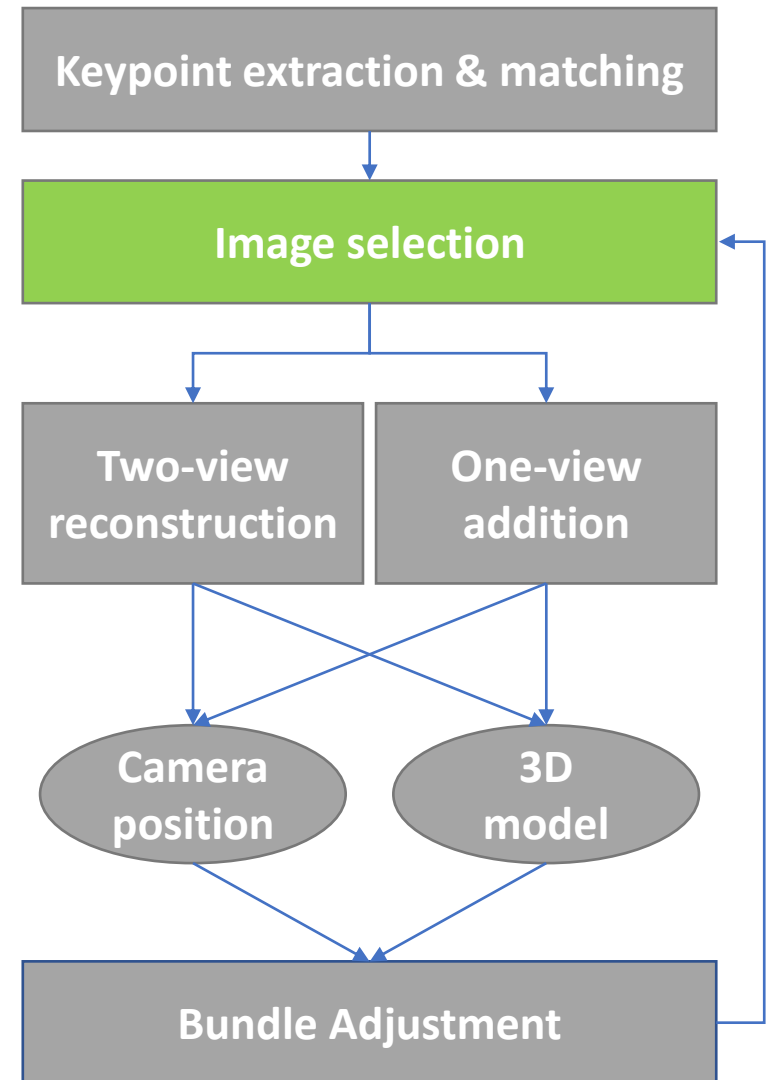 Keypoint extraction & matching
Image selection
Two-view
reconstruction
One-view
addition
Camera
position
3D
model
Bundle Adjustment